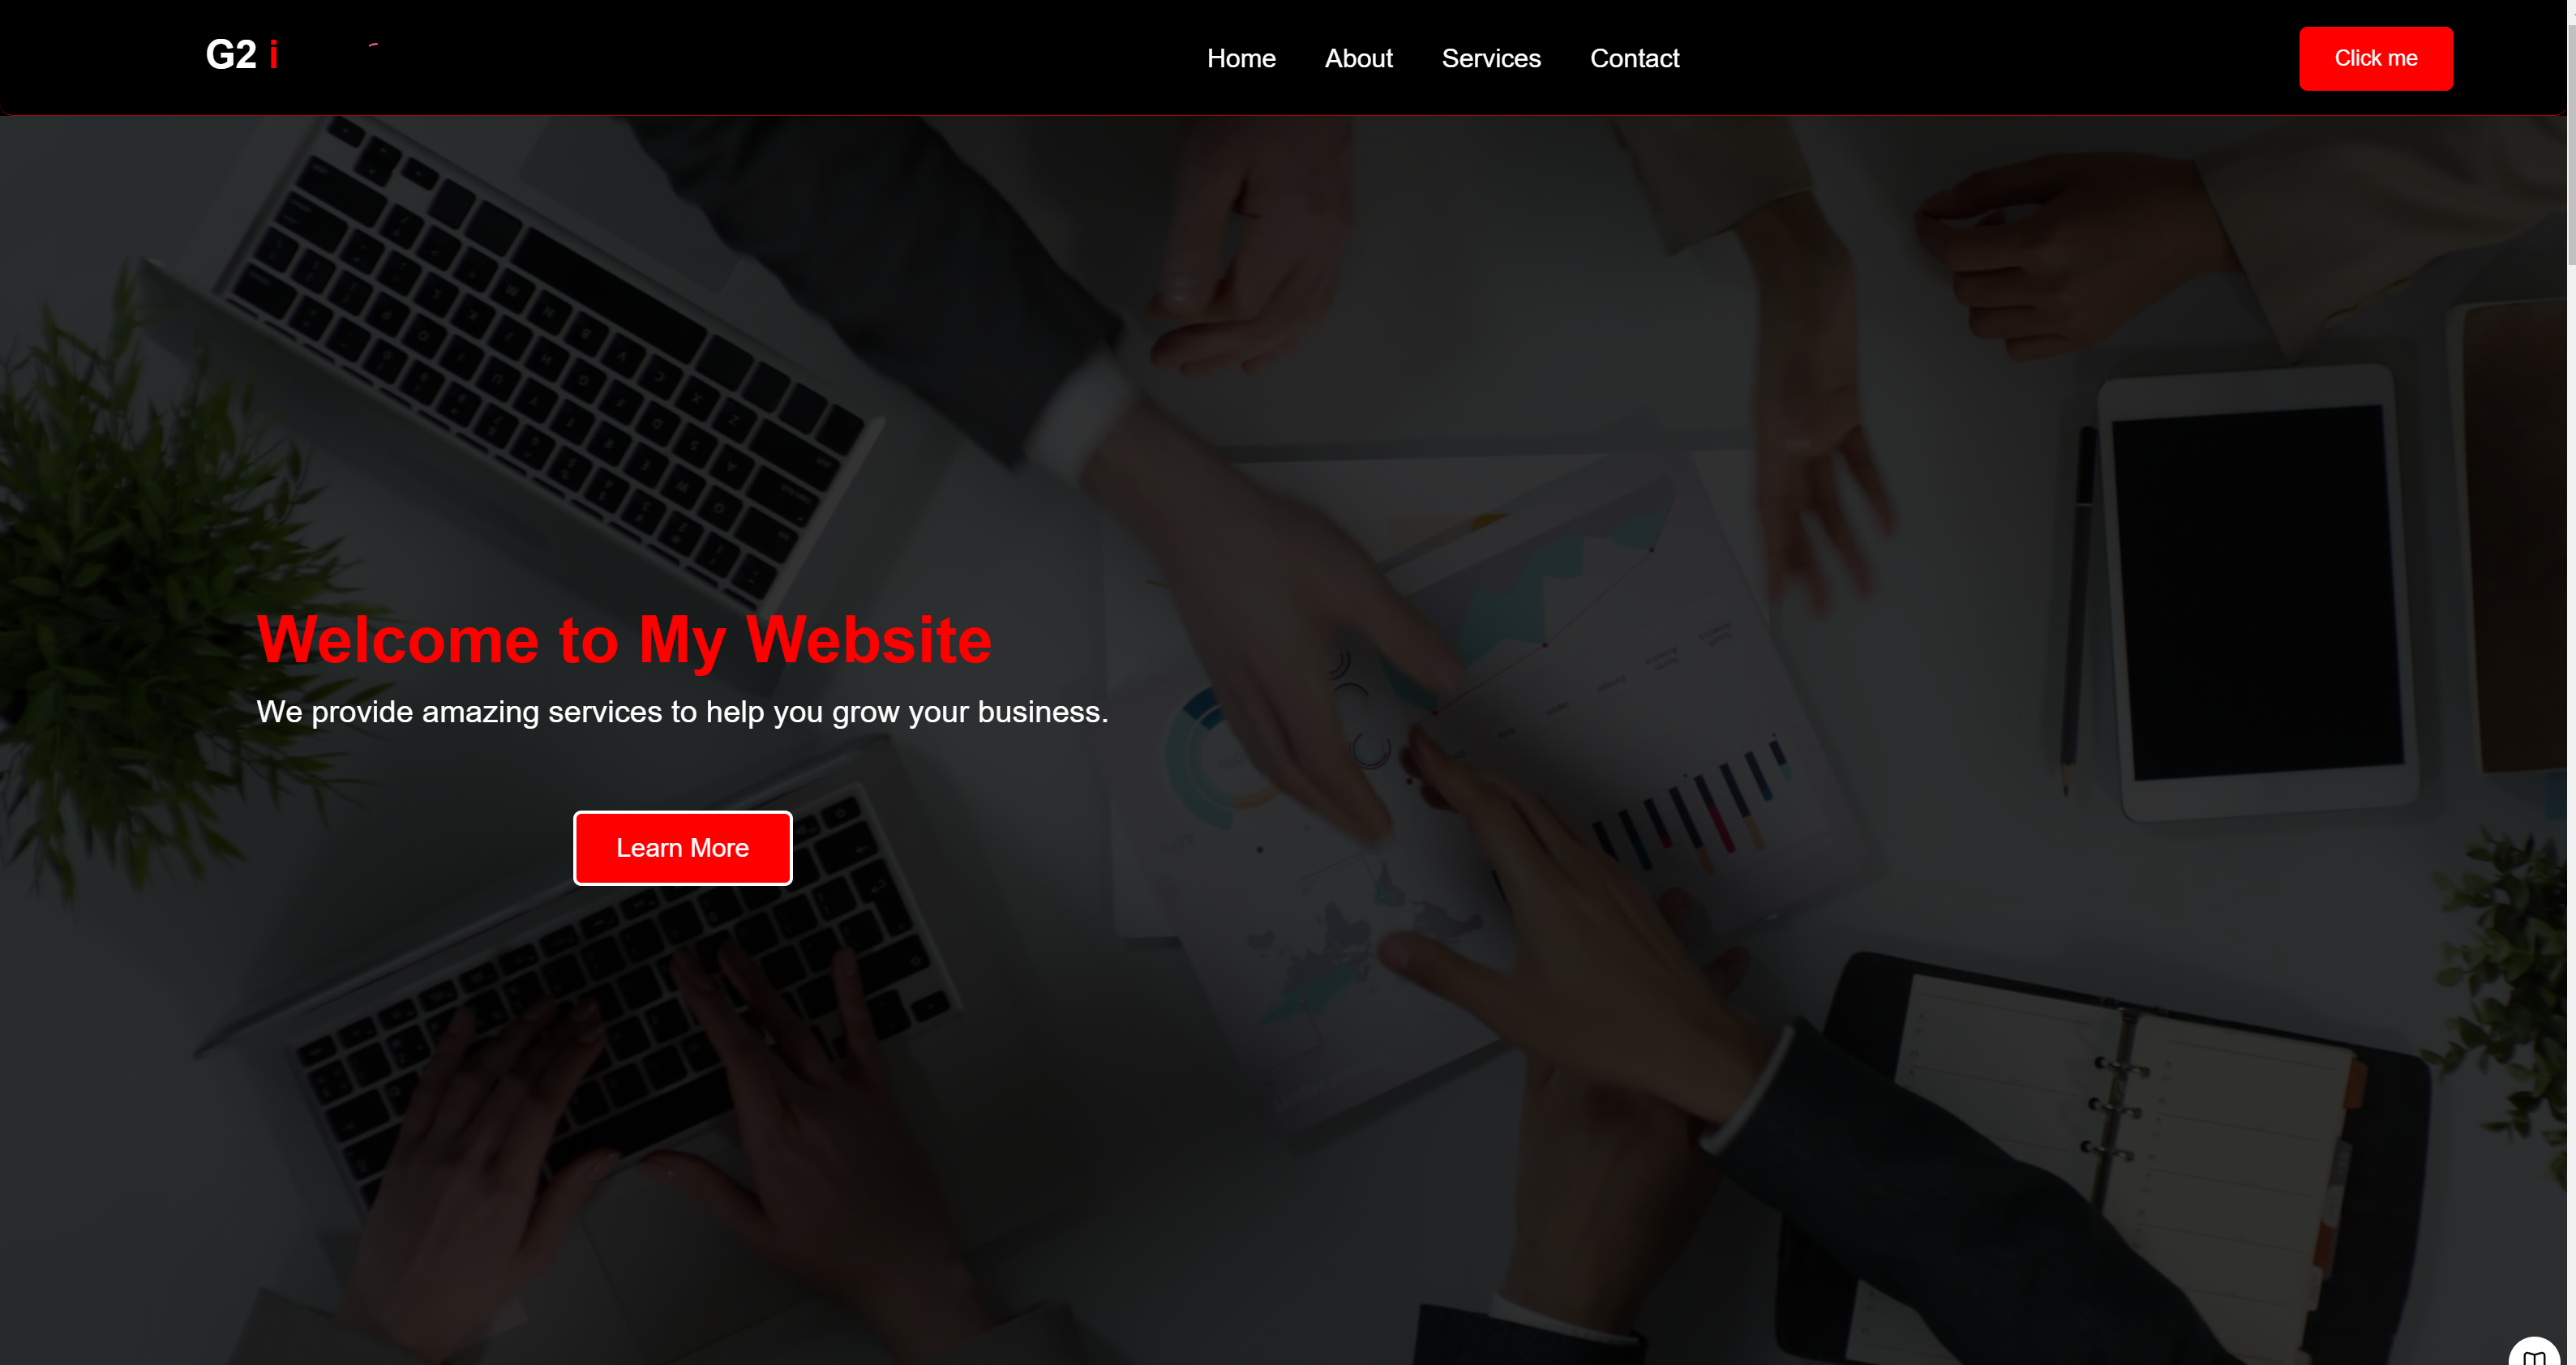 G2 i
Home About Services Contact
Click me
Welcome to My Website
We provide amazing services to help you grow your business.
Learn More